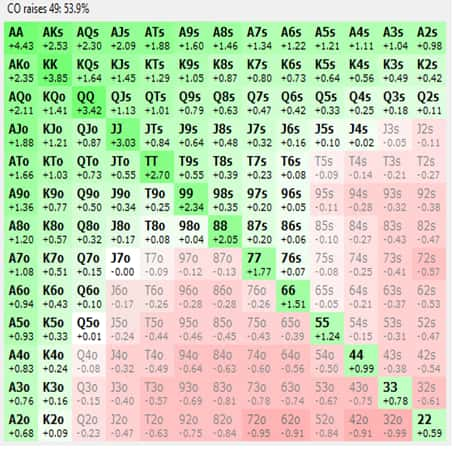 CO raises 49: 53.9%
AA AKs AQs AJs ATs A9s A8s A7s A6s A5s A4s A3s A2s
+4.43 +2.53 +2.30 +2.09 +1.88 +1.60 +1.46 +1.34 +1.22 +1.21 +1.11 +1.04 +0.98
AKo KK KQs KJs KTs K9s K8s K7s K6s K5s K4s K3s K2s
+2.35 +3.85 +1.64 +1.45 +1.29 +1.05 +0.87 +0.80 +0.73 +0.64 +0.56 +0.49 +0.42
AQo KQo QQ QJs QTs Q9s Q8s Q7s Q6s Q5s Q4s Q3s Q2s
+2.11 +1.41 +3.42 +1.13 +1.01 +0.79 +0.63 +0.47 +0.42 +0.33 +0.25 +0.18 +0.11
AJo KJo QJo JJ JTs J9s J8s J7s J6s J5s J4s J3s J2s
+1.88 +1.21 +0.87 +3.03 +0.84 +0.64 +0.48 +0.32 +0.16 +0.10 +0.02 -0.05 -0.11
ATo KTo QTo JTo TT T9s T8s T7s T6s T5s T4s T3s T2s
+1.66 +1.03 +0.73 +0.55 +2.70 +0.55 +0.39 +0.23 +0.08 -0.09 -0.14 -0.21 -0.27
A9o K9o Q9o J9o T9o 99 98s 97s 96s 95s 94s 93s 92s
+1.36 +0.77 +0.50 +0.34 +0.25 +2.34 +0.35 +0.20 +0.05 -0.11 -0.28 -0.32 -0.38
A8o K8o Q8o J8o T8o 98o 88 87s 86s 85s 84s 83s 82s
+1.20 +0.57 +0.32 +0.17 +0.08 +0.04 +2.05 +0.20 +0.06 -0.10 -0.27 -0.43 -0.47
A7o K7o Q7o J7o T7o 97o 87o 77 76s 75s 74s 73s 72s
+1.08 +0.51 +0.15 -0.00 -0.09 -0.12 -0.13 +1.77 +0.07 -0.08 -0.25 -0.41 -0.57
A6o K6o Q6o J6o T6o 96o 86o 76o 66 65s 64s 63s 62s
+0.94 +0.43 +0.10 -0.17 -0.26 -0.28 -0.28 -0.26 +1.51 -0.05 -0.21 -0.37 -0.53
A5o K5o Q5o J5o T5o 95o 85o 75o 65o 55 54s 53s 52s
+0.93 +0.33 +0.01 -0.24 -0.44 -0.46 -0.45 -0.43 -0.39 +1.24 -0.15 -0.31 -0.47
A4o K4o Q4o J4o T4o 94o 84o 74o 64o 54o 44 43s 42s
+0.83 +0.24 -0.08 -0.32 -0.49 -0.64 -0.63 -0.60 -0.56 -0.50 +0.99 -0.38 -0.54
A3o K3o Q3o J3o T3o 93o 83o 73o 63o 53o 43o 33 32s
+0.76 +0.16 -0.15 -0.40 -0.57 -0.69 -0.81 -0.78 -0.74 -0.67 -0.75 +0.78 -0.61
A2o K2o Q2o J2o T2o 92o 82o 72o 62o 52o 42o 32o 22
+0.68 +0.09 -0.23 -0.47 -0.63 -0.75 -0.84 -0.95 -0.91 -0.84 -0.91 -0.99 +0.59